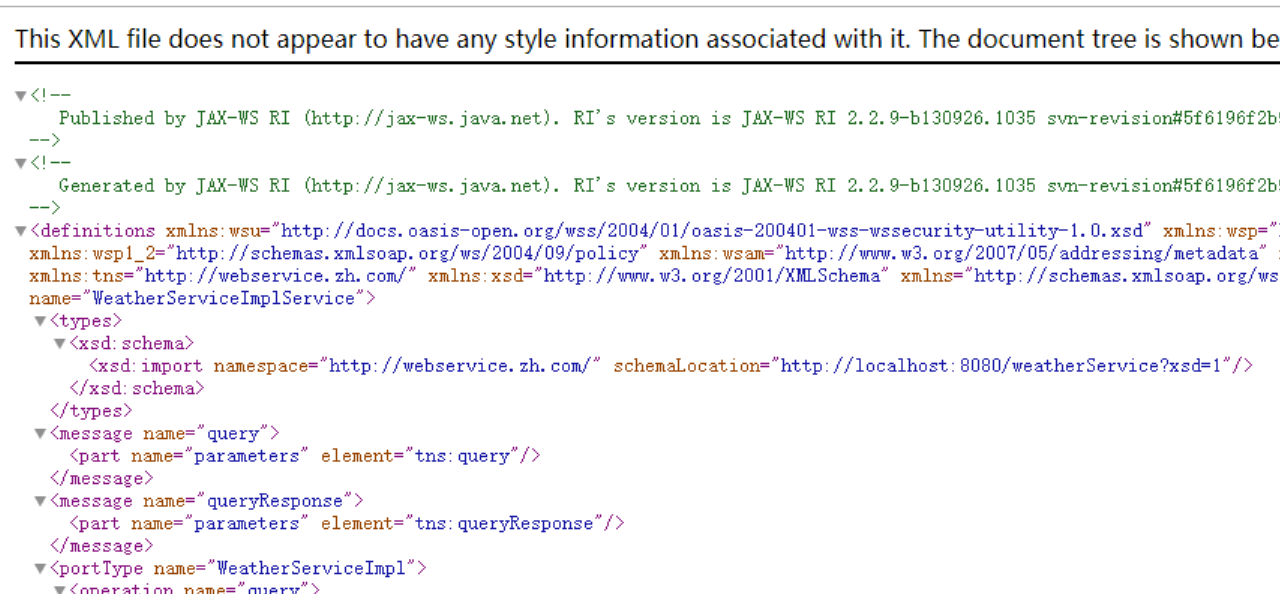 This XML file does not appear to have any style information associated with it. The document tree is shown be
▼<!--
Published by JAX-WS RI (http://jax-ws.java.net). RI's version is JAX-WS RI 2.2.9-b130926.1035 svn-revision#5f6196f2b
-->
▼<!--
Generated by JAX-WS RI (http://jax-ws.java.net). RI's version is JAX-WS RI 2.2.9-b130926.1035 svn-revision#5f6196f2b
-->
▼<definitions xmlns:wsu="http://docs.oasis-open.org/wss/2004/01/oasis-200401-wss-wssecurity-utility-1.0.xsd" xmlns:wsp="
xmlns:wsp1_2="http://schemas.xmlsoap.org/ws/2004/09/policy" xmlns:wsam="http://www.w3.org/2007/05/addressing/metadata"
xmlns:tns="http://webservice.zh.com/" xmlns:xsd="http://www.w3.org/2001/XMLSchema" xmlns="http://schemas.xmlsoap.org/ws
name="WeatherServiceImplService">
▼<types>
▼<xsd:schema>
<xsd:import namespace="http://webservice.zh.com/" schemaLocation="http://localhost:8080/weatherService?xsd=1"/>
</xsd:schema>
</types>
▼<message name="query">
<part name="parameters" element="tns:query"/>
</message>
▼<message name="queryResponse">
<part name="parameters" element="tns:queryResponse"/>
</message>
▼<portType name="WeatherServiceImpl">
▼<operation name="query">